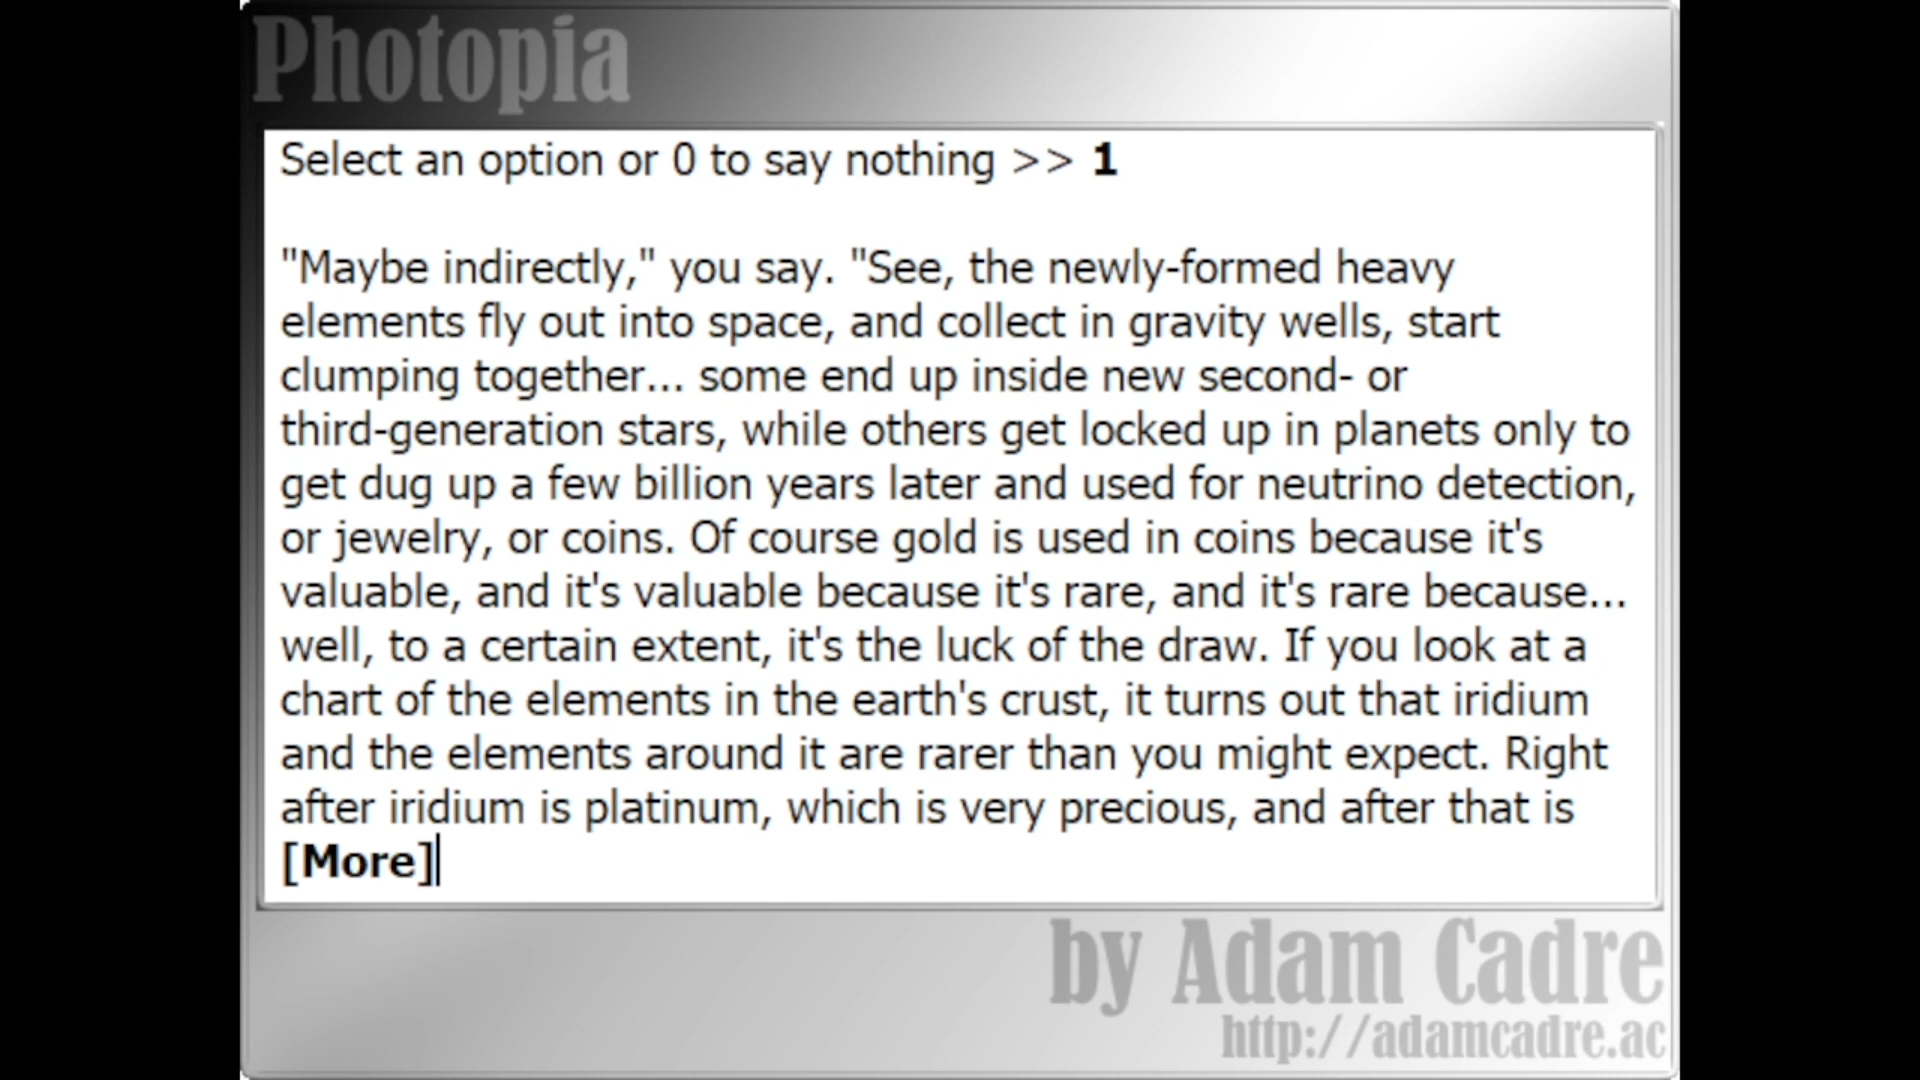 Photopia
Select an option or 0 to say nothing >> 1
"Maybe indirectly," you say. "See, the newly-formed heavy
elements fly out into space, and collect in gravity wells, start
clumping together... some end up inside new second- or
third-generation stars, while others get locked up in planets only to
get dug up a few billion years later and used for neutrino detection,
or jewelry, or coins. Of course gold is used in coins because it's
valuable, and it's valuable because it's rare, and it's rare because...
well, to a certain extent, it's the luck of the draw. If you look at a
chart of the elements in the earth's crust, it turns out that iridium
and the elements around it are rarer than you might expect. Right
after iridium is platinum, which is very precious, and after that is
[More]
by Adam Cadre
http://adamcadre.ac